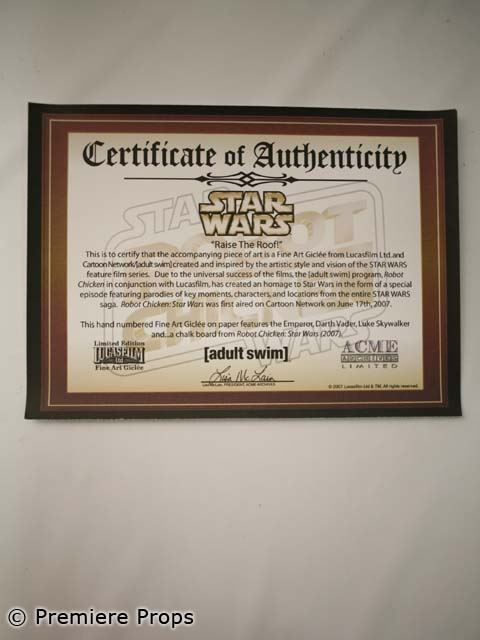 Certificate of Authenticity
STAR
WARS
"Raise The Roof!"
This is to certify that the accompanying piece of art is a Fine Art Giclée from Lucasfilm Ltd. and
Cartoon Network/[adult swim] created and inspired by the artistic style and vision of the STAR WARS
feature film series. Due to the universal success of the films, the [adult swim] program, Robot
Chicken in conjunction with Lucasfilm, has created an homage to Star Wars in the form of a special
episode featuring parodies of key moments, characters, and locations from the entire STAR WARS
saga. Robot Chicken: Star Wars was first aired on Cartoon Network on June 17th, 2007.
This hand numbered Fine Art Giclée on paper features the Emperor, Darth Vader, Luke Skywalker
and...a chalk board from Robot Chicken: Star Wars (2007).
Limited Edition
LUCASFILM
Ltd
Fine Art Giclée
[adult swim]
ACME
ARCHIVES
LIMITED
PRESIDENT, ACME ARCHIVES
© 2007 Lucasfilm Ltd & TM. All rights reserved.
© Premiere Props